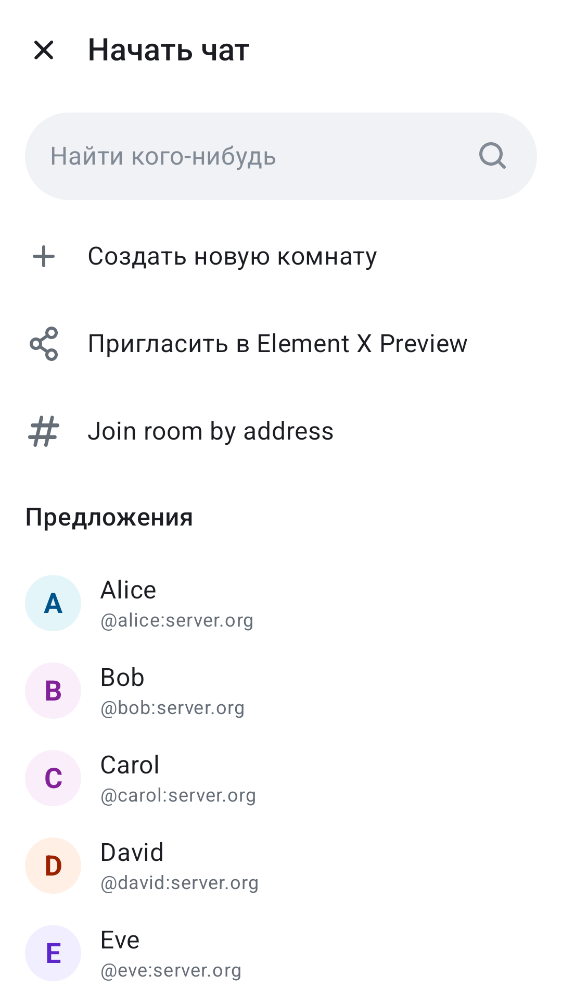 Начать чат
Найти кого-нибудь
Создать новую комнату
Пригласить в Element X Preview
Join room by address
Предложения
A
Alice
@alice:server.org
B
Bob
@bob:server.org
C
Carol
@carol:server.org
D
David
@david:server.org
E
Eve
@eve:server.org